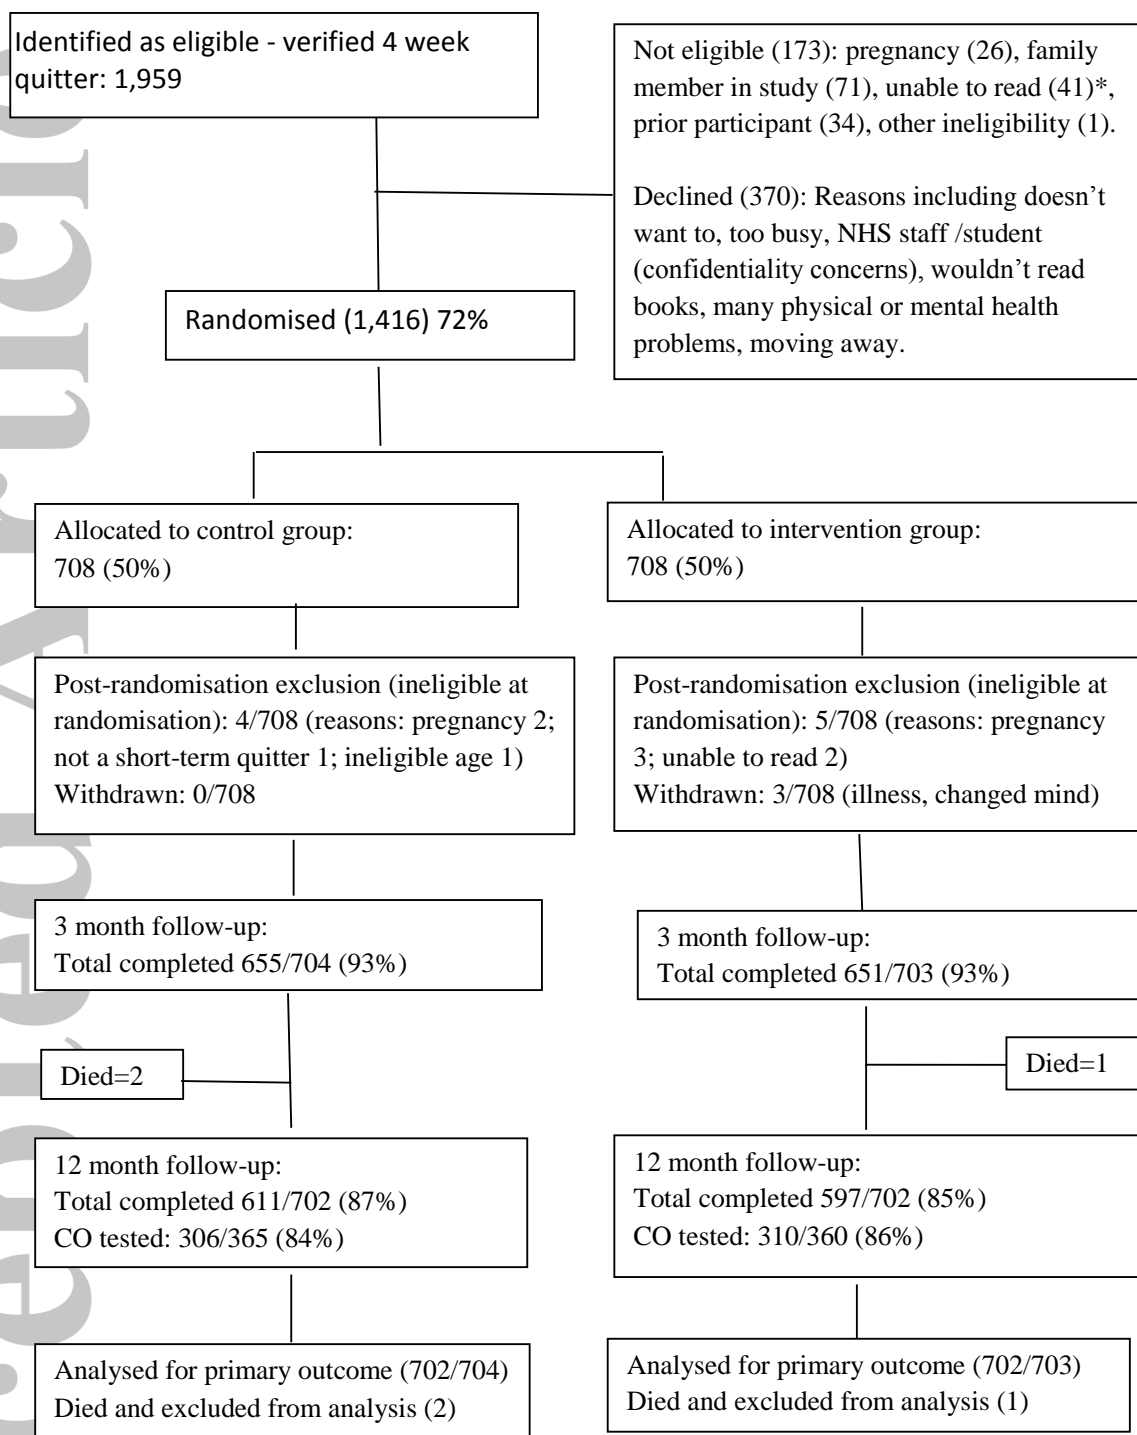 Identified as eligible - verified 4 week
quitter: 1,959
Not eligible (173): pregnancy (26), family
member in study (71), unable to read (41)*,
prior participant (34), other ineligibility (1).
Declined (370): Reasons including doesn’t
want to, too busy, NHS staff /student
(confidentiality concerns), wouldn’t read
books, many physical or mental health
problems, moving away.
Randomised (1,416) 72%
Allocated to control group:
708 (50%)
Allocated to intervention group:
708 (50%)
Post-randomisation exclusion (ineligible at
randomisation): 4/708 (reasons: pregnancy 2;
not a short-term quitter 1; ineligible age 1)
Withdrawn: 0/708
Post-randomisation exclusion (ineligible at
randomisation): 5/708 (reasons: pregnancy
3; unable to read 2)
Withdrawn: 3/708 (illness, changed mind)
3 month follow-up:
Total completed 655/704 (93%)
3 month follow-up:
Total completed 651/703 (93%)
Died=2
Died=1
12 month follow-up:
Total completed 611/702 (87%)
CO tested: 306/365 (84%)
12 month follow-up:
Total completed 597/702 (85%)
CO tested: 310/360 (86%)
Analysed for primary outcome (702/704)
Died and excluded from analysis (2)
Analysed for primary outcome (702/703)
Died and excluded from analysis (1)